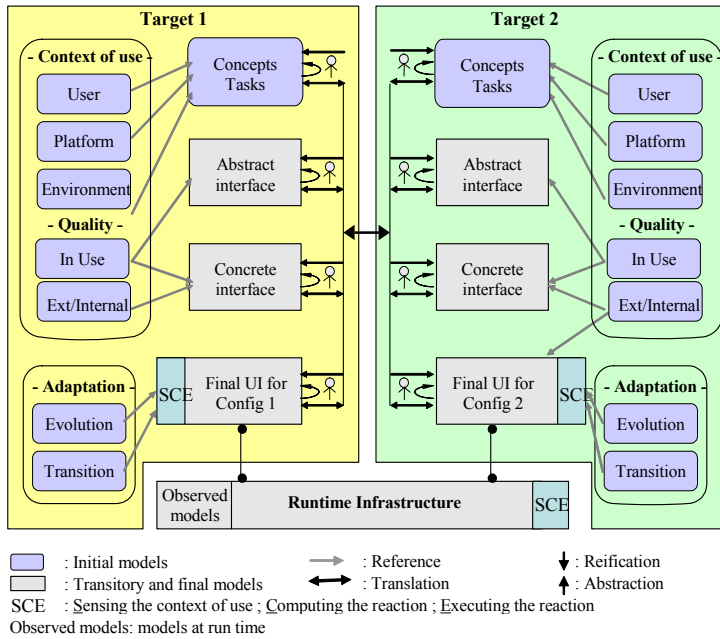 Target 1
- Context of use -
User
Platform
Environment
- Quality -
In Use
Ext/Internal
Concepts
Tasks
Abstract
interface
Concrete
interface
- Adaptation -
Evolution
Transition
SCE
Final UI for
Config 1
Target 2
Concepts
Tasks
Abstract
interface
Concrete
interface
Final UI for
Config 2
SCE
- Context of use-
User
Platform
Environment
- Quality -
In Use
Ext/Internal
- Adaptation-
Evolution
Transition
Observed
models
Runtime Infrastructure
SCE
: Initial models
: Reference
: Reification
: Transitory and final models
: Translation
: Abstraction
SCE : Sensing the context of use ; Computing the reaction ; Executing the reaction
Observed models: models at run time